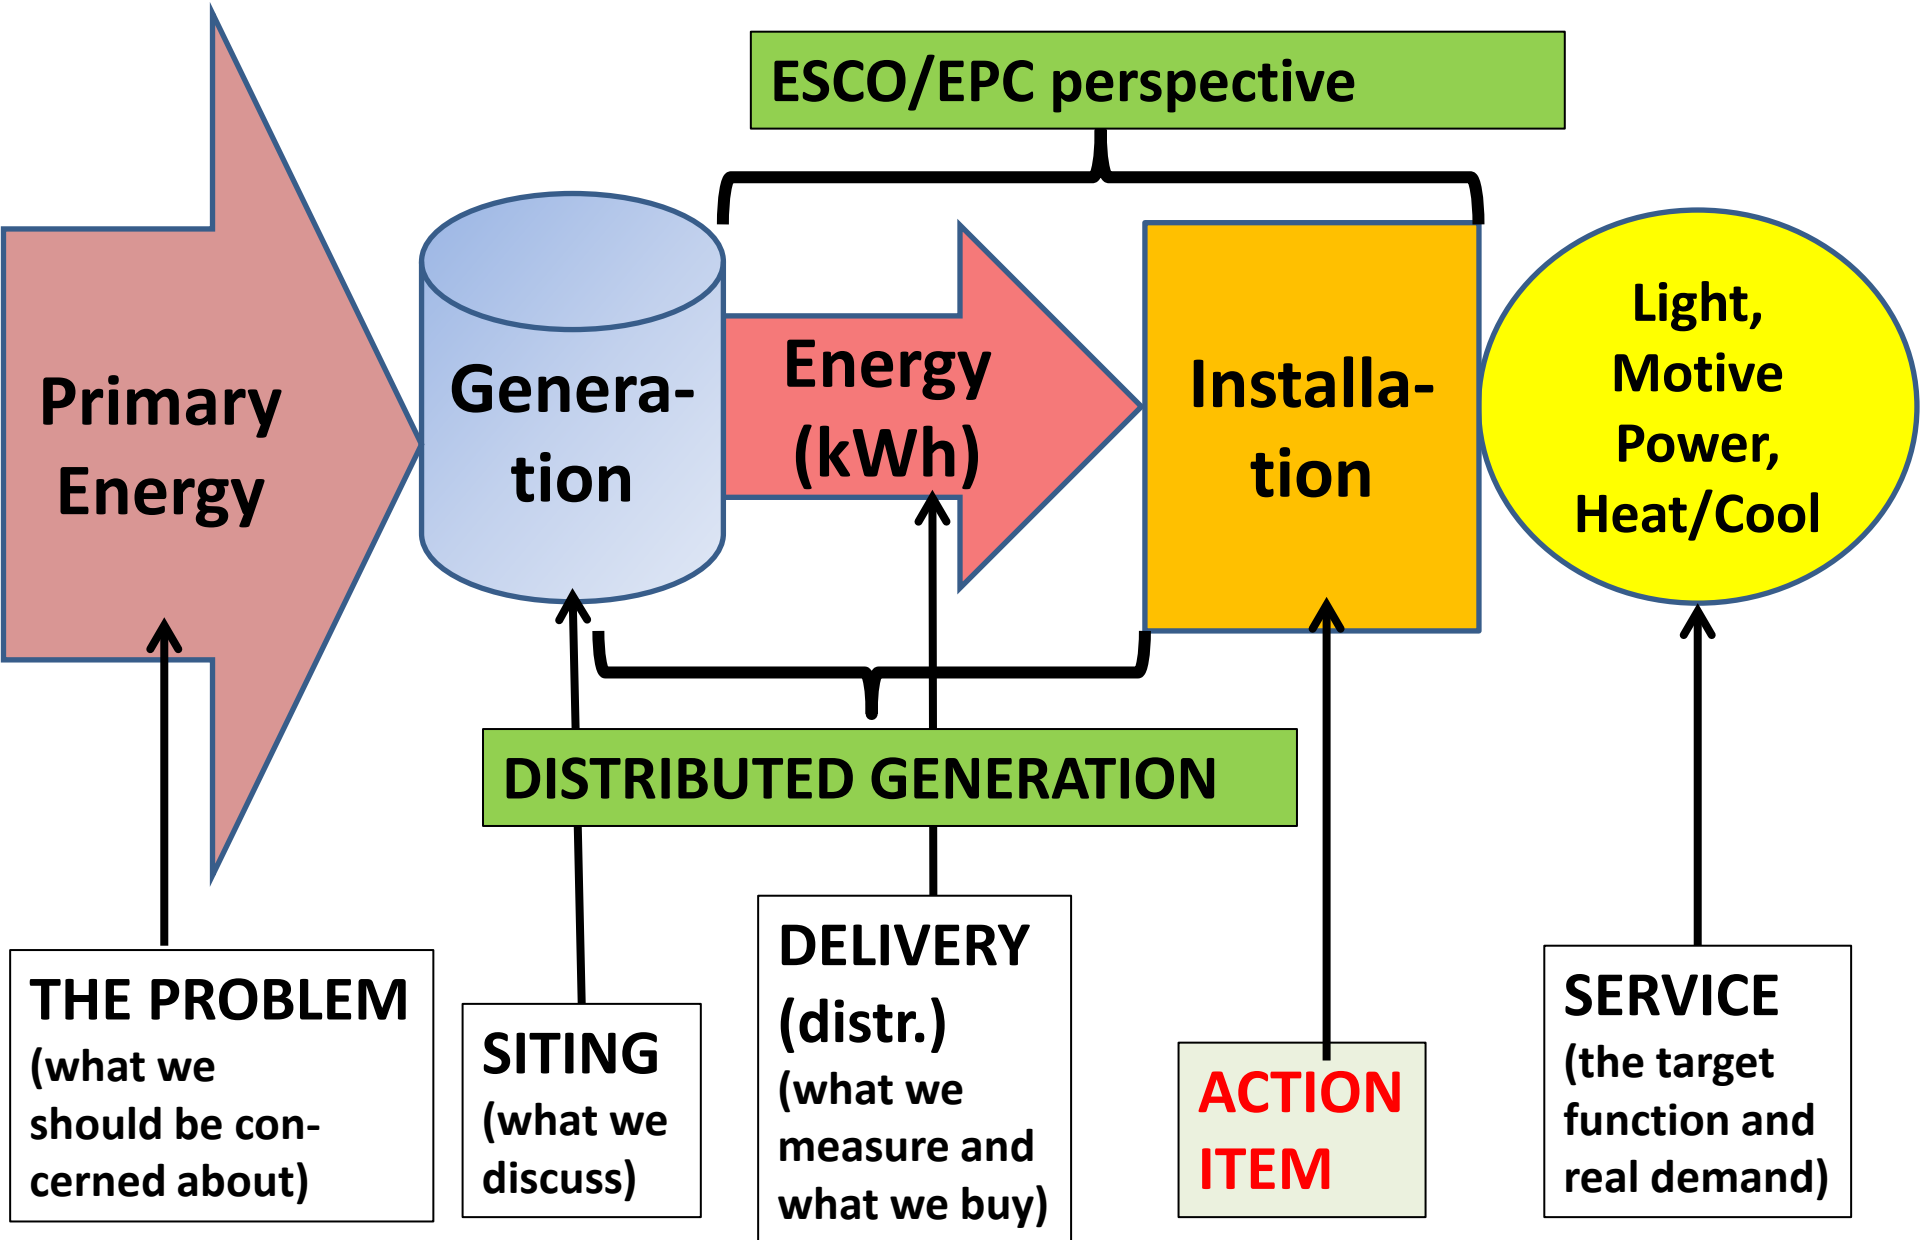 ESCO/EPC perspective
Primary
Energy
Genera-
tion
Energy
(kWh)
Installa-
tion
Light,
Motive
Power,
Heat/Cool
DISTRIBUTED GENERATION
THE PROBLEM
(what we
should be con-
cerned about)
SITING
(what we
discuss)
DELIVERY
(distr.)
(what we
measure and
what we buy)
ACTION
ITEM
SERVICE
(the target
function and
real demand)